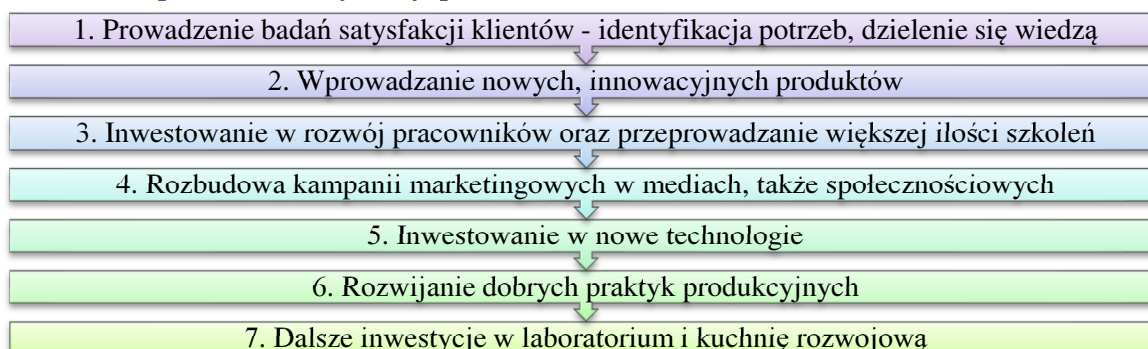 1. Prowadzenie badań satysfakcji klientów - identyfikacja potrzeb, dzielenie się wiedzą
2. Wprowadzanie nowych, innowacyjnych produktów
3. Inwestowanie w rozwój pracowników oraz przeprowadzanie większej ilości szkoleń
4. Rozbudowa kampanii marketingowych w mediach, także społecznościowych
5. Inwestowanie w nowe technologie
6. Rozwijanie dobrych praktyk produkcyjnych
7. Dalsze inwestycje w laboratorium i kuchnię rozwojową